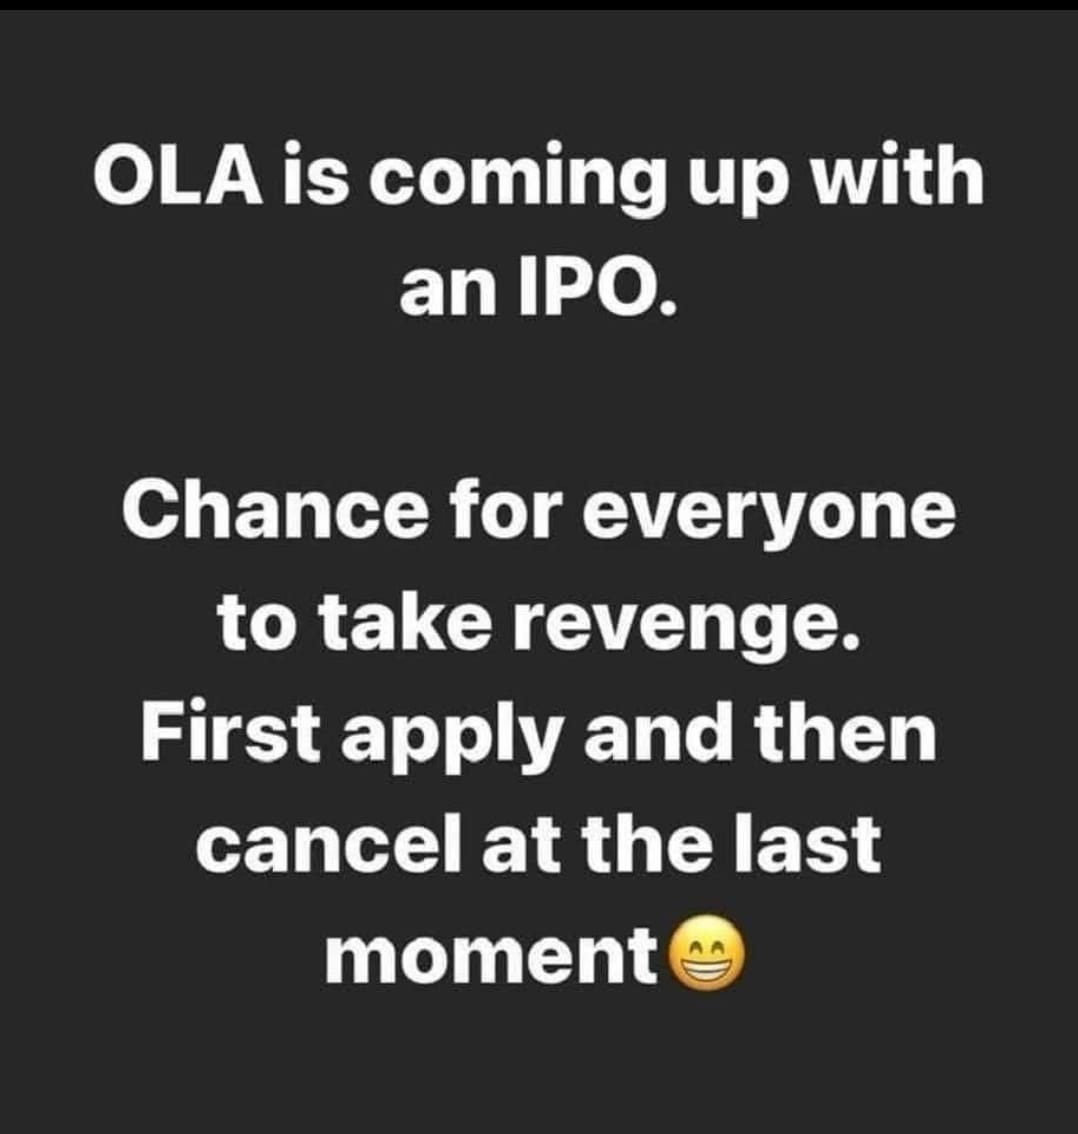 OLA is coming up with
an IPO.
Chance for everyone
to take revenge.
First apply and then
cancel at the last
moment😁